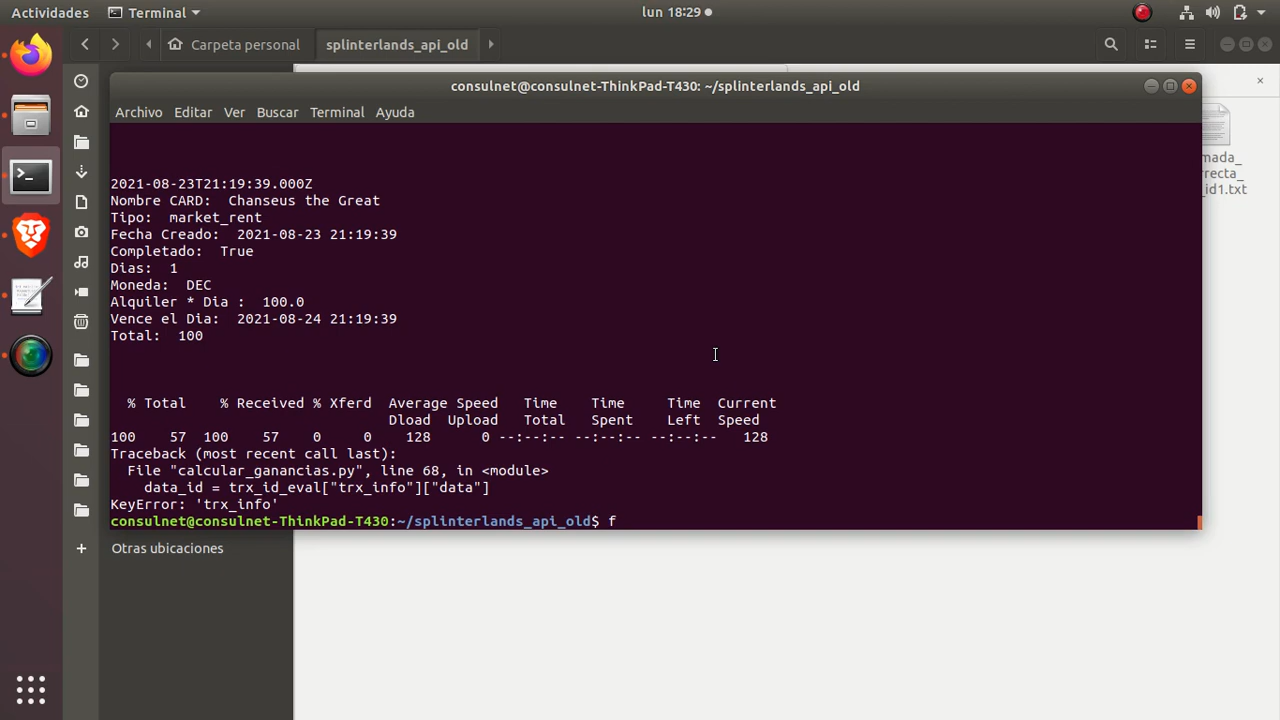 Actividades Terminal lun 18:29
Carpeta personal splinterlands_api_old
consulnet@consulnet-ThinkPad-T430: ~/splinterlands_api_old
Archivo Editar Ver Buscar Terminal Ayuda
2021-08-23T21:19:39.000Z
Nombre CARD:  Chanseus the Great
Tipo:  market_rent
Fecha Creado:  2021-08-23 21:19:39
Completado:  True
Dias:  1
Moneda:  DEC
Alquiler * Dia :  100.0
Vence el Dia:  2021-08-24 21:19:39
Total:  100
% Total    % Received % Xferd  Average Speed   Time    Time     Time  Current
Dload  Upload   Total   Spent    Left  Speed
100    57  100    57    0     0    128      0 --:--:-- --:--:-- --:--:--   128
Traceback (most recent call last):
File "calcular_ganancias.py", line 68, in <module>
data_id = trx_id_eval["trx_info"]["data"]
KeyError: 'trx_info'
consulnet@consulnet-ThinkPad-T430:~/splinterlands_api_old$ f
mada_
recta_
_id1.txt
Otras ubicaciones